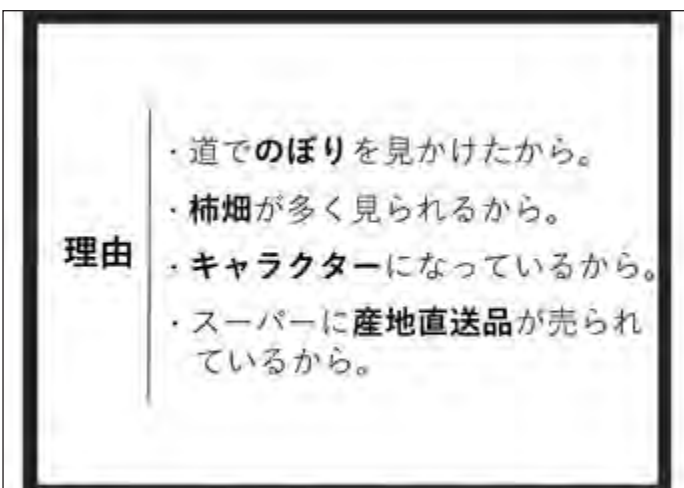 理由
・道でのぼりを見かけたから。
・柿畑が多く見られるから。
・キャラクターになっているから。
・スーパーに産地直送品が売られ
ているから。